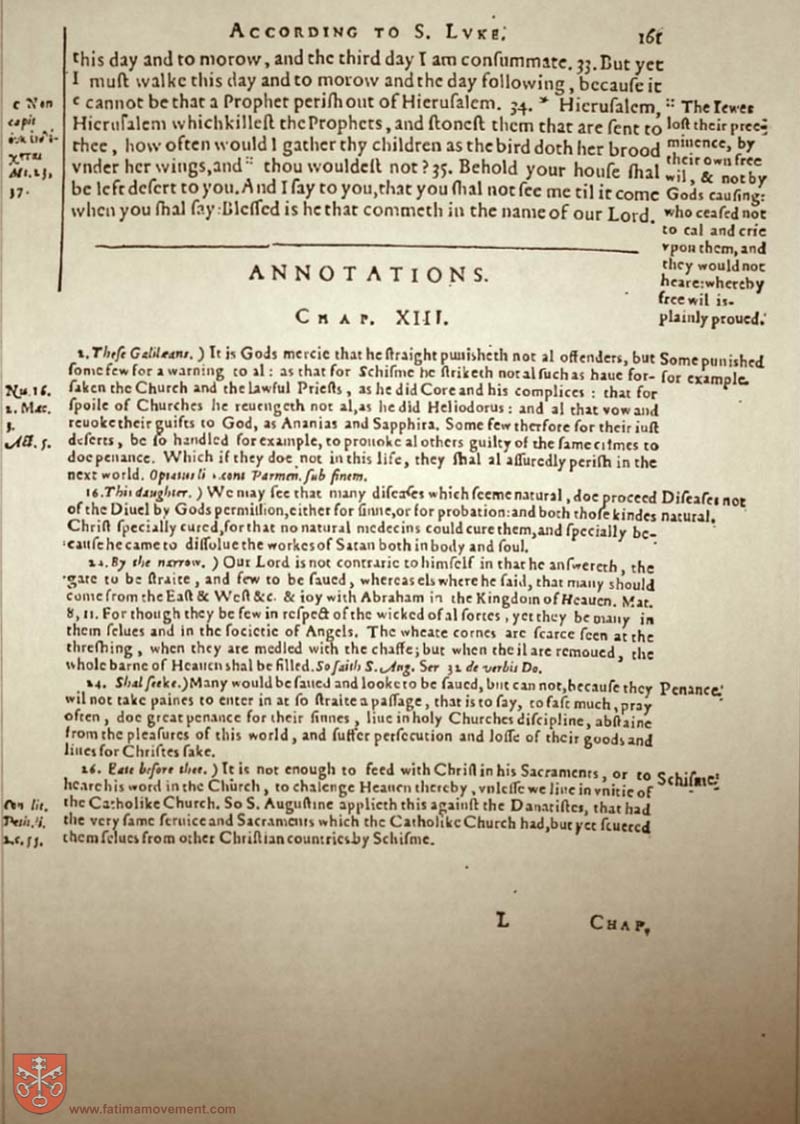 ACCORDING TO S. LVKE.
161
this day and to morow, and the third day I am conſummate. 33. But yet
I muſt walke this day and to morow and the day following, becauſe it
c cannot be that a Prophet periſh out of Hieruſalem. 34. * Hieruſalem,
Hieruſalem which killeſt the Prophets, and ſtoneſt them that are ſent to
thee, how often would I gather thy children as the bird doth her brood
vnder her wings, and :: thou wouldeſt not? 35. Behold your houſe ſhal
be left deſert to you. And I ſay to you, that you ſhal not ſee me til it come
when you ſhal ſay: Bleſſed is he that commeth in the name of our Lord.
c Non
capit
Mt. 23,
37.
:: The Iewes
loſt their pree-
minence, by
their own free
wil, & not by
Gods cauſing:
who ceaſed not
to cal and crie
vpon them, and
they would not
heare: whereby
free wil is
plainly proued.
ANNOTATIONS.
CHAP. XIII.
2. Theſe Galilæans. ) It is Gods mercie that he ſtraight puniſheth not al offenders, but
ſome few for a warning to al: as that for Schiſme he ſtriketh not al ſuch as haue for-
ſaken the Church and the lawful Prieſts, as he did Core and his complices: that for
ſpoile of Churches he reuengeth not al, as he did Heliodorus: and al that vow and
reuoke their guifts to God, as Ananias and Sapphira. Some few therfore for their iuſt
deſerts, be ſo handled for example, to prouoke al others guilty of the ſame crimes to
doe penance. Which if they doe not in this life, they ſhal al aſſuredly periſh in the
next world. Optatus li 1. cont Parmen. ſub finem.
Nu. 16.
2. Mac.
3.
Act. 5.
Some puniſhed
for example.
16. This daughter. ) We may ſee that many diſeaſes which ſeeme natural, doe proceed
of the Diuel by Gods permiſſion, either for ſinne, or for probation: and both thoſe kindes
Chriſt ſpecially cured, for that no natural medecins could cure them, and ſpecially be-
cauſe he came to diſſolue the workes of Satan both in body and ſoul.
Diſeaſes not
natural.
24. By the narrow. ) Our Lord is not contrarie to himſelf in that he anſwereth, the
gate to be ſtraite, and few to be ſaued, whereas els where he ſaid, that many should
come from the Eaſt & Weſt &c. & ioy with Abraham in the Kingdom of Heauen. Mat.
8, 11. For though they be few in reſpect of the wicked of al ſortes, yet they be many in
them ſelues and in the ſocietie of Angels. The wheate cornes are ſcarce ſeen at the
threſhing, when they are medled with the chaffe; but when the il are remoued, the
whole barne of Heauen shal be filled. So ſaith S. Aug. Ser 32 de verbis Do.
24. Shal ſeeke. ) Many would be ſaued and looke to be ſaued, but can not, becauſe they
wil not take paines to enter in at ſo ſtraite a paſſage, that is to ſay, to faſt much, pray
often, doe great penance for their ſinnes, liue in holy Churches diſcipline, abſtaine
from the pleaſures of this world, and ſuffer perſecution and loſſe of their goods and
liues for Chriſtes ſake.
Penance.
26. Eate before thee. ) It is not enough to feed with Chriſt in his Sacraments, or to
heare his word in the Church, to chalenge Heauen thereby, vnleſſe we liue in vnitie of
the Catholike Church. So S. Auguſtine applieth this againſt the Donatiſtes, that had
the very ſame ſeruice and Sacraments which the Catholike Church had, but yet ſeuered
them ſelues from other Chriſtian countries by Schiſme.
Schiſme.
lit.
Petil. li.
2. c. 55.
L
CHAP.
www.fatimamovement.com